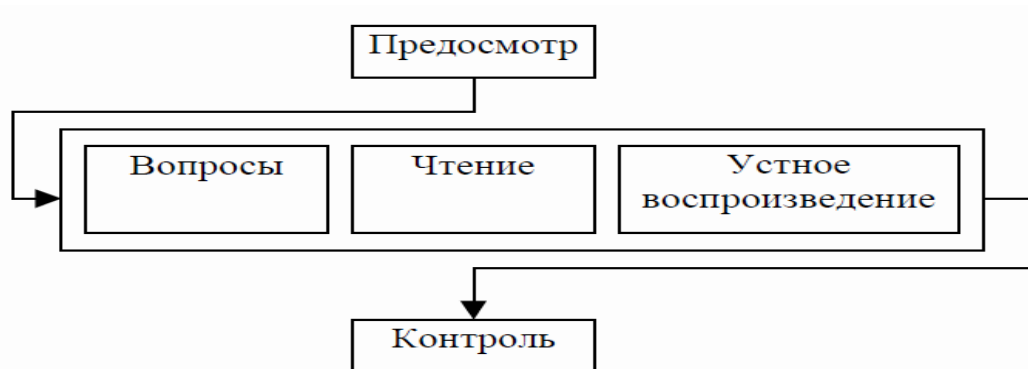 Предосмотр
Вопросы
Чтение
Устное
воспроизведение
Контроль